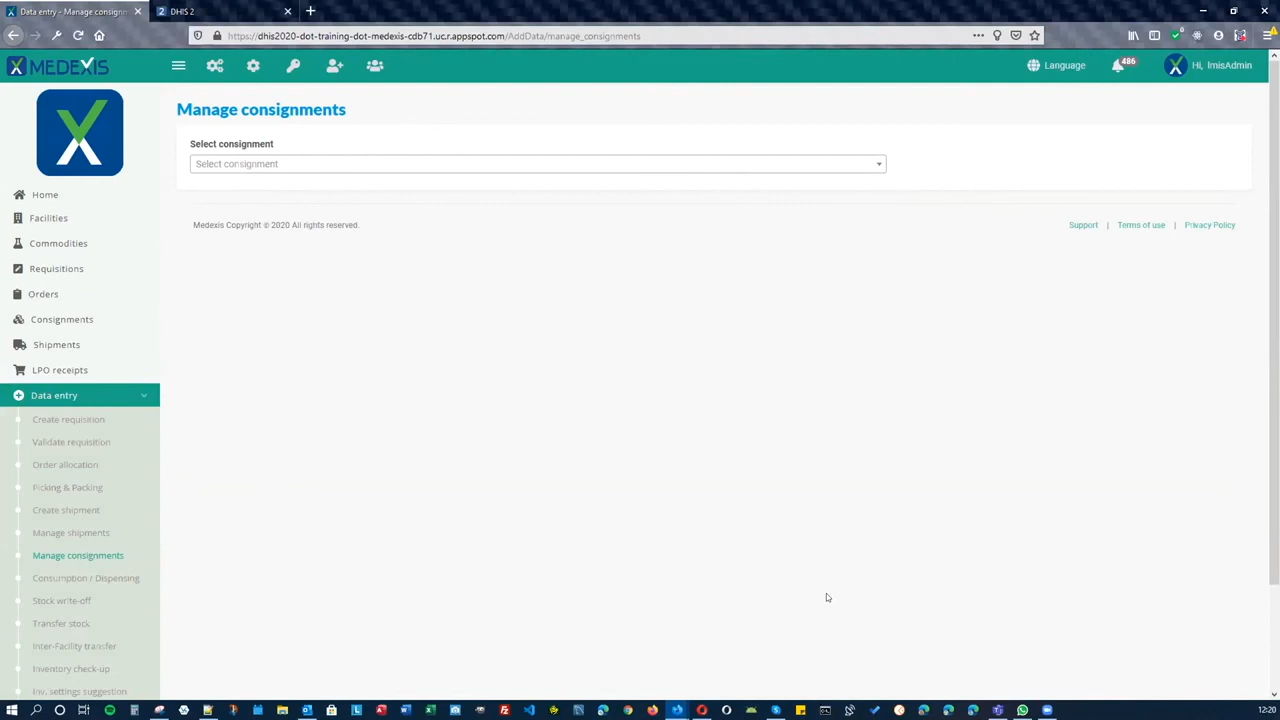 Data entry - Manage consignm
DHIS 2
https://dhis2020-dot-training-dot-medexis-cdb71.uc.r.appspot.com/AddData/manage_consignments
MEDEXIS
Language
486
Hi, lmisAdmin
Manage consignments
Select consignment
Select consignment
Medexis Copyright © 2020 All rights reserved.
Support | Terms of use | Privacy Policy
Home
Facilities
Commodities
Requisitions
Orders
Consignments
Shipments
LPO receipts
Data entry
Create requisition
Validate requisition
Order allocation
Picking & Packing
Create shipment
Manage shipments
Manage consignments
Consumption / Dispensing
Stock write-off
Transfer stock
Inter-Facility transfer
Inventory check-up
Inv. settings suggestion
12:20